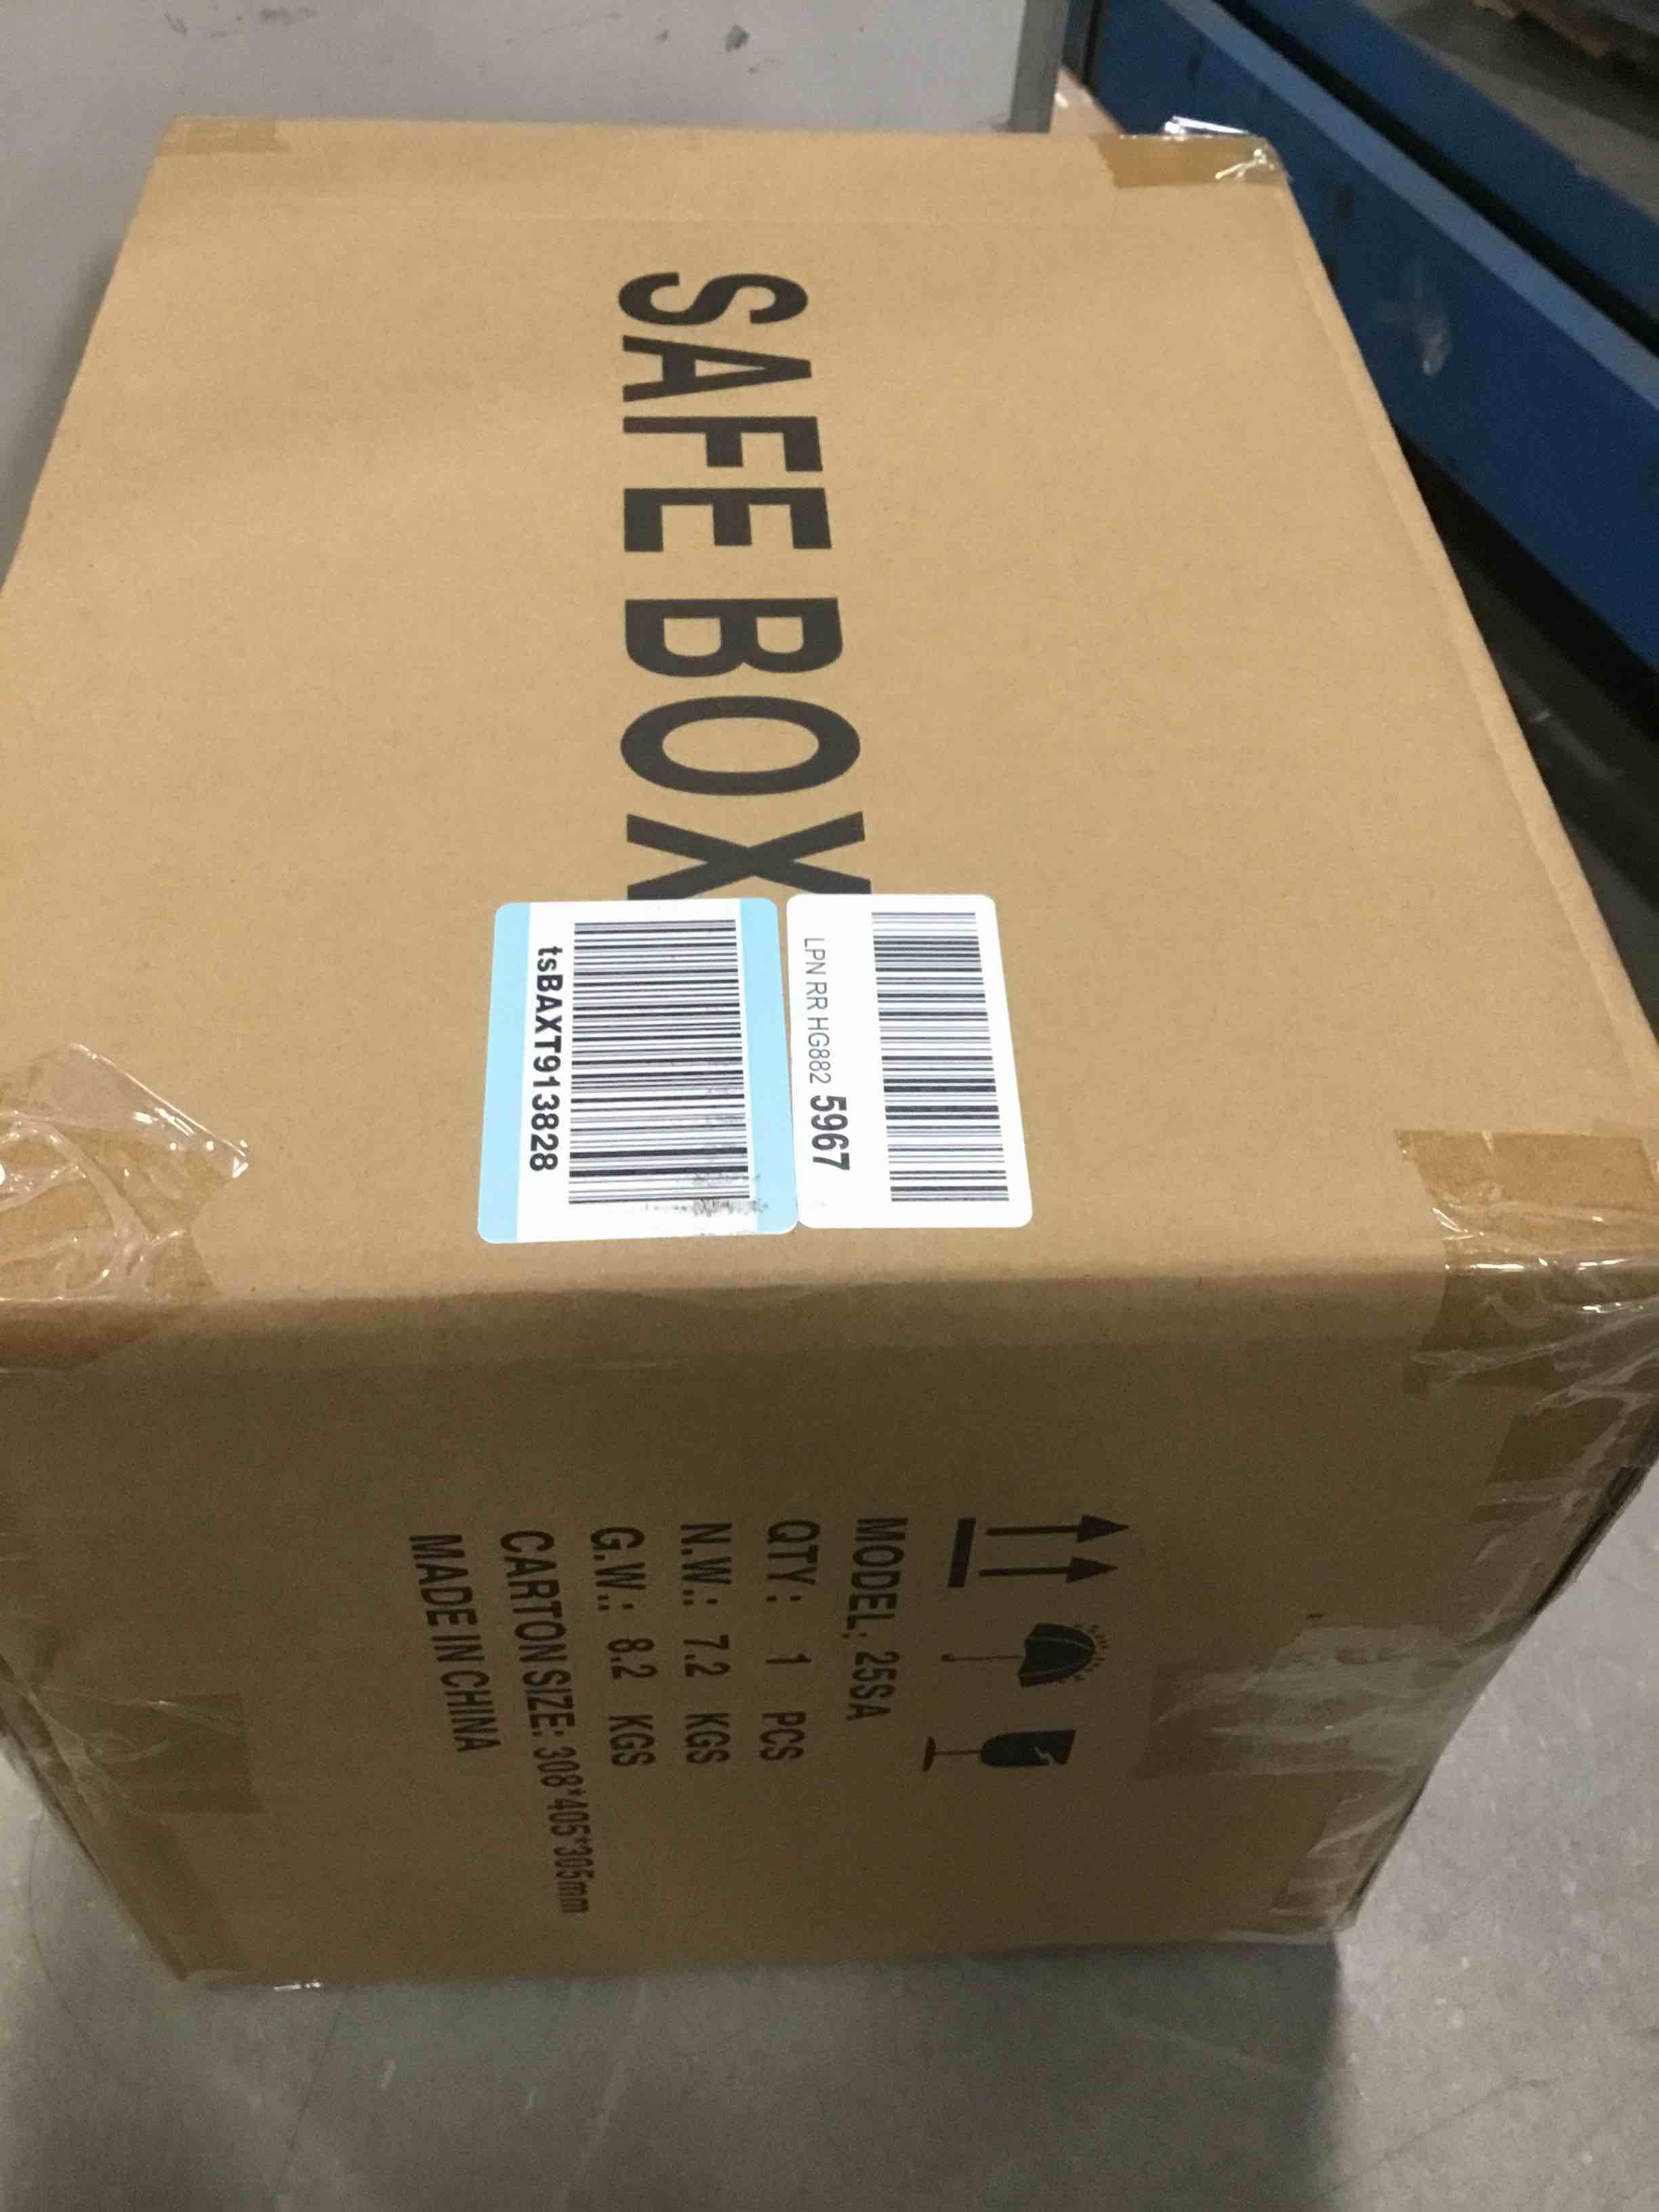 SAFE BOX
LPN RR HG882 5967
tsBAXT913828
MODEL: 25SA
QTY: 1 PCS
N.W.: 7.2 KGS
G.W.: 8.2 KGS
CARTON SIZE: 308*405*305mm
MADE IN CHINA